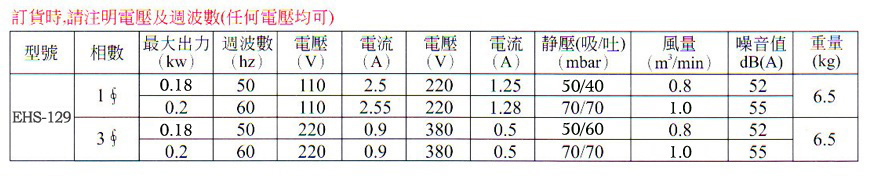 訂貨時,請注明電壓及週波數(任何電壓均可)
型號 相數 最大出力(kw) 週波數(hz) 電壓(V) 電流(A) 電壓(V) 電流(A) 静壓(吸/吐)(mbar) 風量(m³/min) 噪音值dB(A) 重量(kg)
EHS-129 1∮ 0.18 50 110 2.5 220 1.25 50/40 0.8 52 6.5
0.2 60 110 2.55 220 1.28 70/70 1.0 55
3∮ 0.18 50 220 0.9 380 0.5 50/60 0.8 52 6.5
0.2 60 220 0.9 380 0.5 70/70 1.0 55